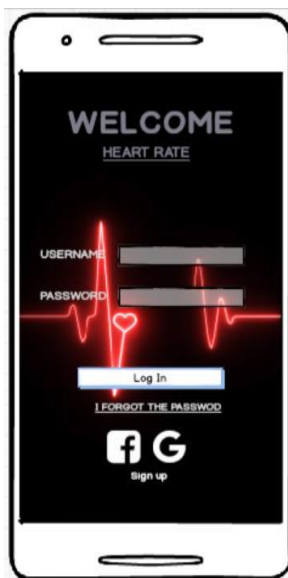 WELCOME
HEART RATE
USERNAME
PASSWORD
Log In
I FORGOT THE PASSWOD
Sign up